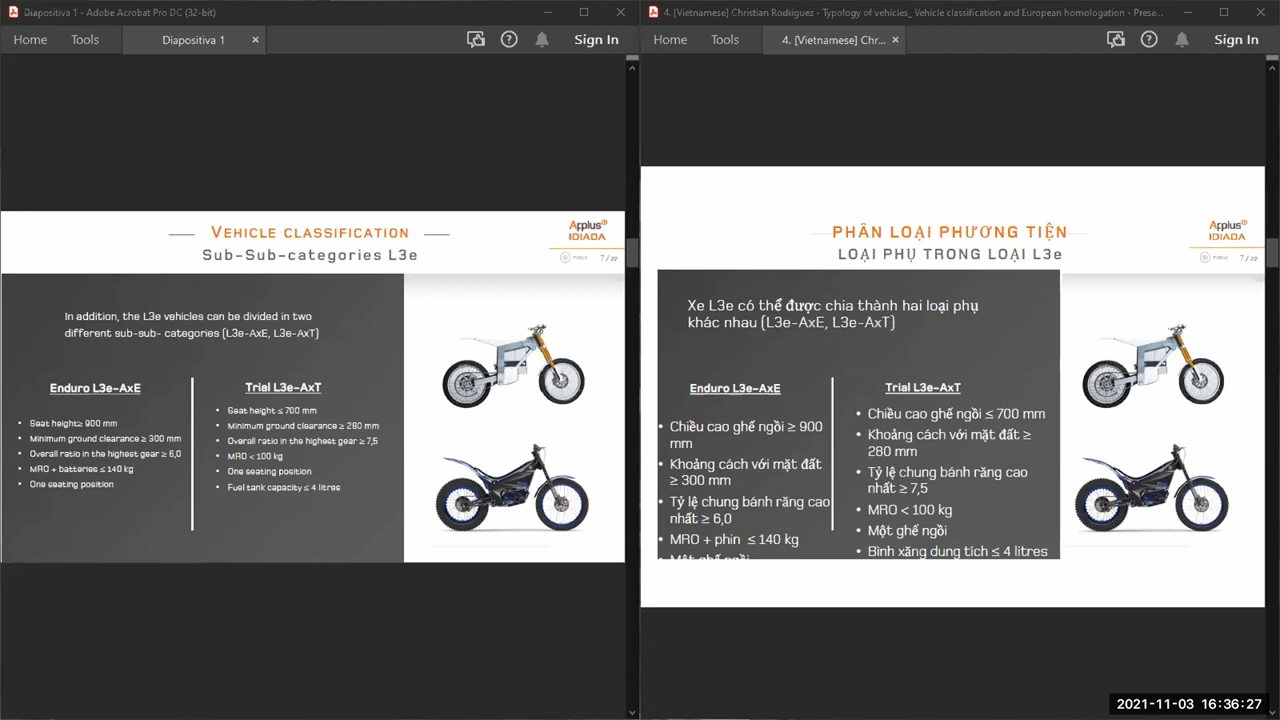 Diapositiva 1 - Adobe Acrobat Pro DC (32-bit)
Home Tools Diapositiva 1 × Sign In
VEHICLE CLASSIFICATION
Sub-Sub-categories L3e
Applus+
IDIADA
7 / 22
In addition, the L3e vehicles can be divided in two
different sub-sub- categories (L3e-AxE, L3e-AxT)
Enduro L3e-AxE
• Seat height≥ 900 mm
• Minimum ground clearance ≥ 300 mm
• Overall ratio in the highest gear ≥ 6,0
• MRO + batteries ≤ 140 kg
• One seating position
Trial L3e-AxT
• Seat height ≤ 700 mm
• Minimum ground clearance ≥ 280 mm
• Overall ratio in the highest gear ≥ 7,5
• MRO < 100 kg
• One seating position
• Fuel tank capacity ≤ 4 litres
4. [Vietnamese] Christian Rodriguez - Typology of vehicles_ Vehicle classification and European homologation - Prese...
Home Tools 4. [Vietnamese] Chr... × Sign In
PHÂN LOẠI PHƯƠNG TIỆN
LOẠI PHỤ TRONG LOẠI L3e
Applus+
IDIADA
7 / 22
Xe L3e có thể được chia thành hai loại phụ
khác nhau (L3e-AxE, L3e-AxT)
Enduro L3e-AxE
• Chiều cao ghế ngồi ≥ 900
mm
• Khoảng cách với mặt đất
≥ 300 mm
• Tỷ lệ chung bánh răng cao
nhất ≥ 6,0
• MRO + phin ≤ 140 kg
• Một ghế ngồi
Trial L3e-AxT
• Chiều cao ghế ngồi ≤ 700 mm
• Khoảng cách với mặt đất ≥
280 mm
• Tỷ lệ chung bánh răng cao
nhất ≥ 7,5
• MRO < 100 kg
• Một ghế ngồi
• Bình xăng dung tích ≤ 4 litres
2021-11-03 16:36:27